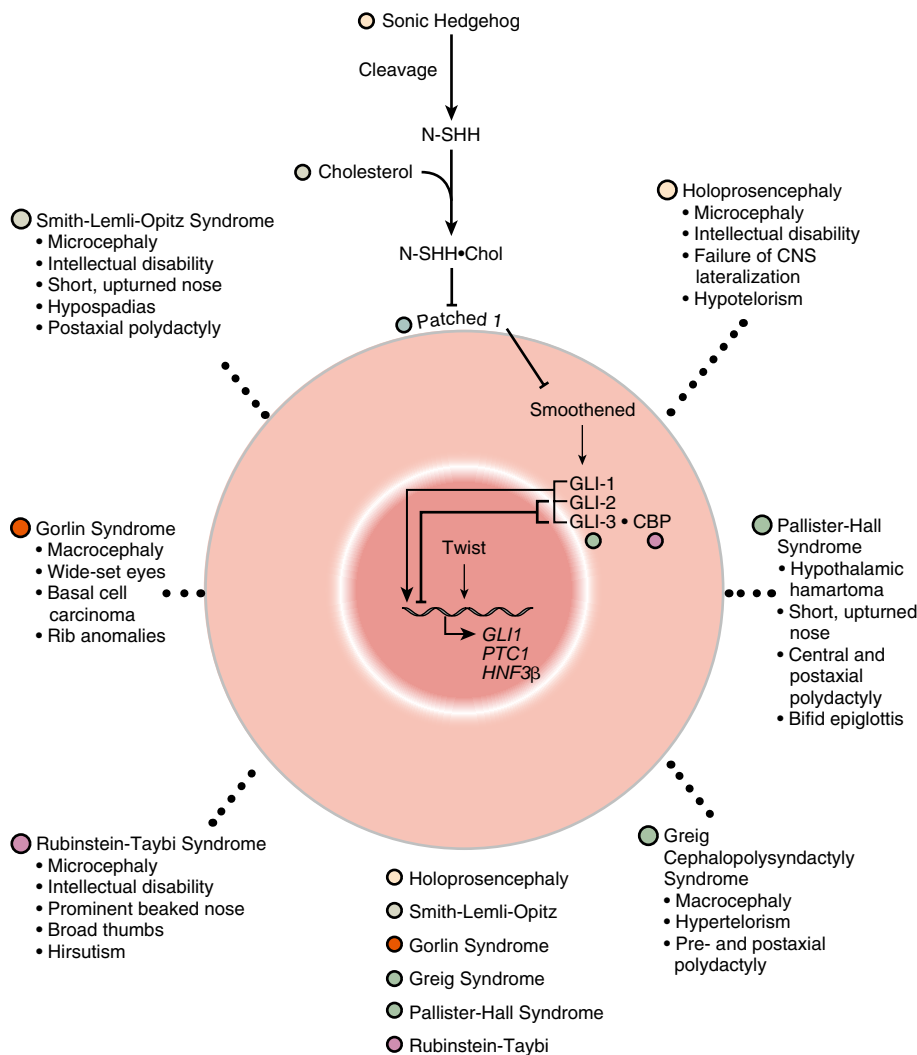 Sonic Hedgehog
Cleavage
N-SHH
Cholesterol
N-SHH•Chol
Patched 1
Smith-Lemli-Opitz Syndrome
• Microcephaly
• Intellectual disability
• Short, upturned nose
• Hypospadias
• Postaxial polydactyly
Holoprosencephaly
• Microcephaly
• Intellectual disability
• Failure of CNS
lateralization
• Hypotelorism
Smoothened
GLI-1
GLI-2
GLI-3 • CBP
Twist
GLI1
PTC1
HNF3β
Gorlin Syndrome
• Macrocephaly
• Wide-set eyes
• Basal cell
carcinoma
• Rib anomalies
Pallister-Hall
Syndrome
• Hypothalamic
hamartoma
• Short, upturned
nose
• Central and
postaxial
polydactyly
• Bifid epiglottis
Rubinstein-Taybi Syndrome
• Microcephaly
• Intellectual disability
• Prominent beaked nose
• Broad thumbs
• Hirsutism
Greig
Cephalopolysyndactyly
Syndrome
• Macrocephaly
• Hypertelorism
• Pre- and postaxial
polydactyly
Holoprosencephaly
Smith-Lemli-Opitz
Gorlin Syndrome
Greig Syndrome
Pallister-Hall Syndrome
Rubinstein-Taybi